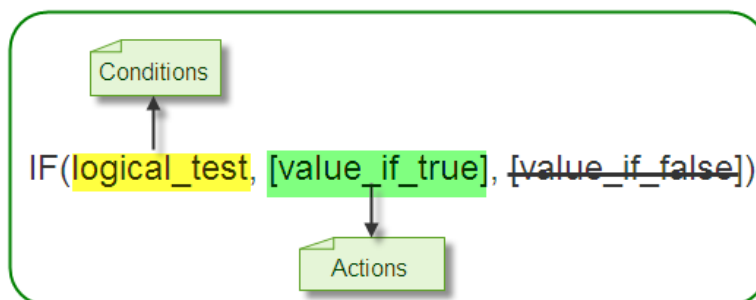 Conditions
IF(logical_test, [value_if_true], [value_if_false])
Actions